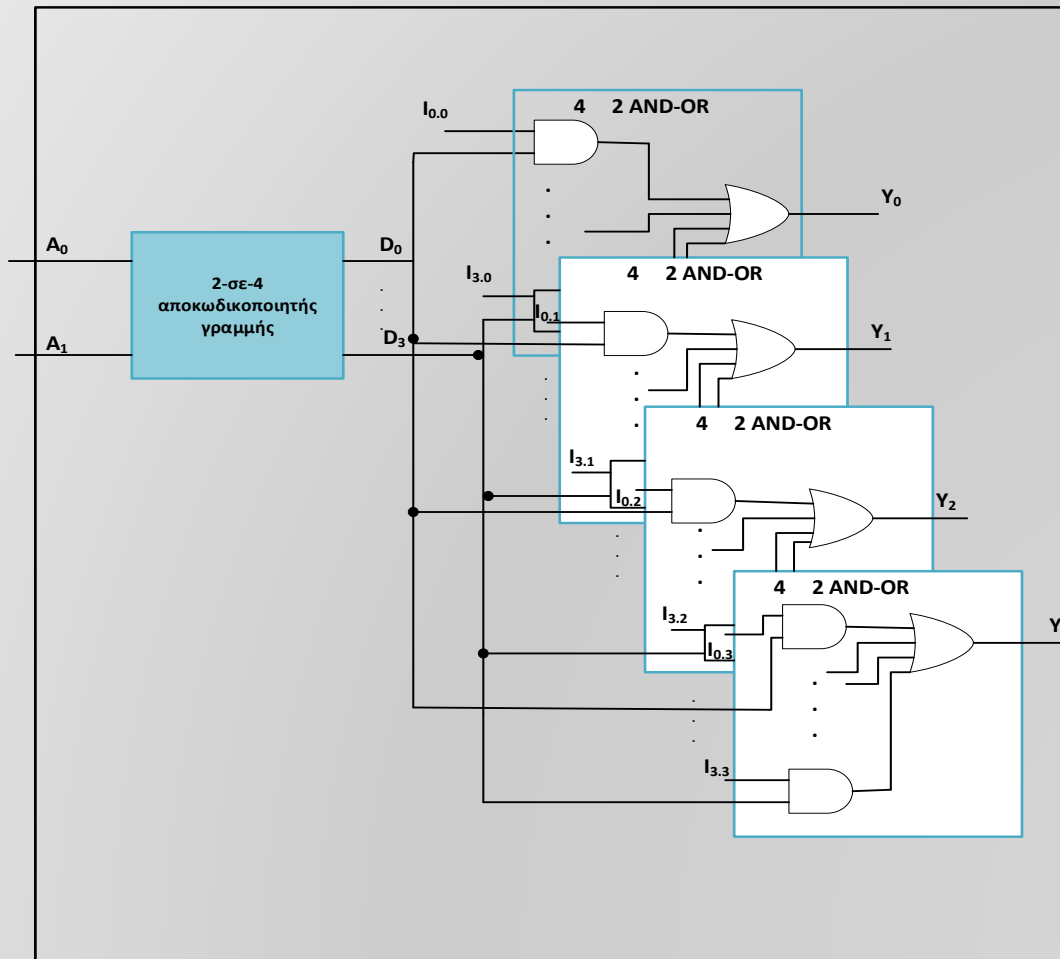 4 2 AND-OR
I0.0
Y0
A0
D0
2-σε-4
αποκωδικοποιητής
γραμμής
I3.0
4 2 AND-OR
I0.1
A1
D3
Y1
4 2 AND-OR
I3.1
I0.2
Y2
4 2 AND-OR
I3.2
I0.3
Y
I3.3